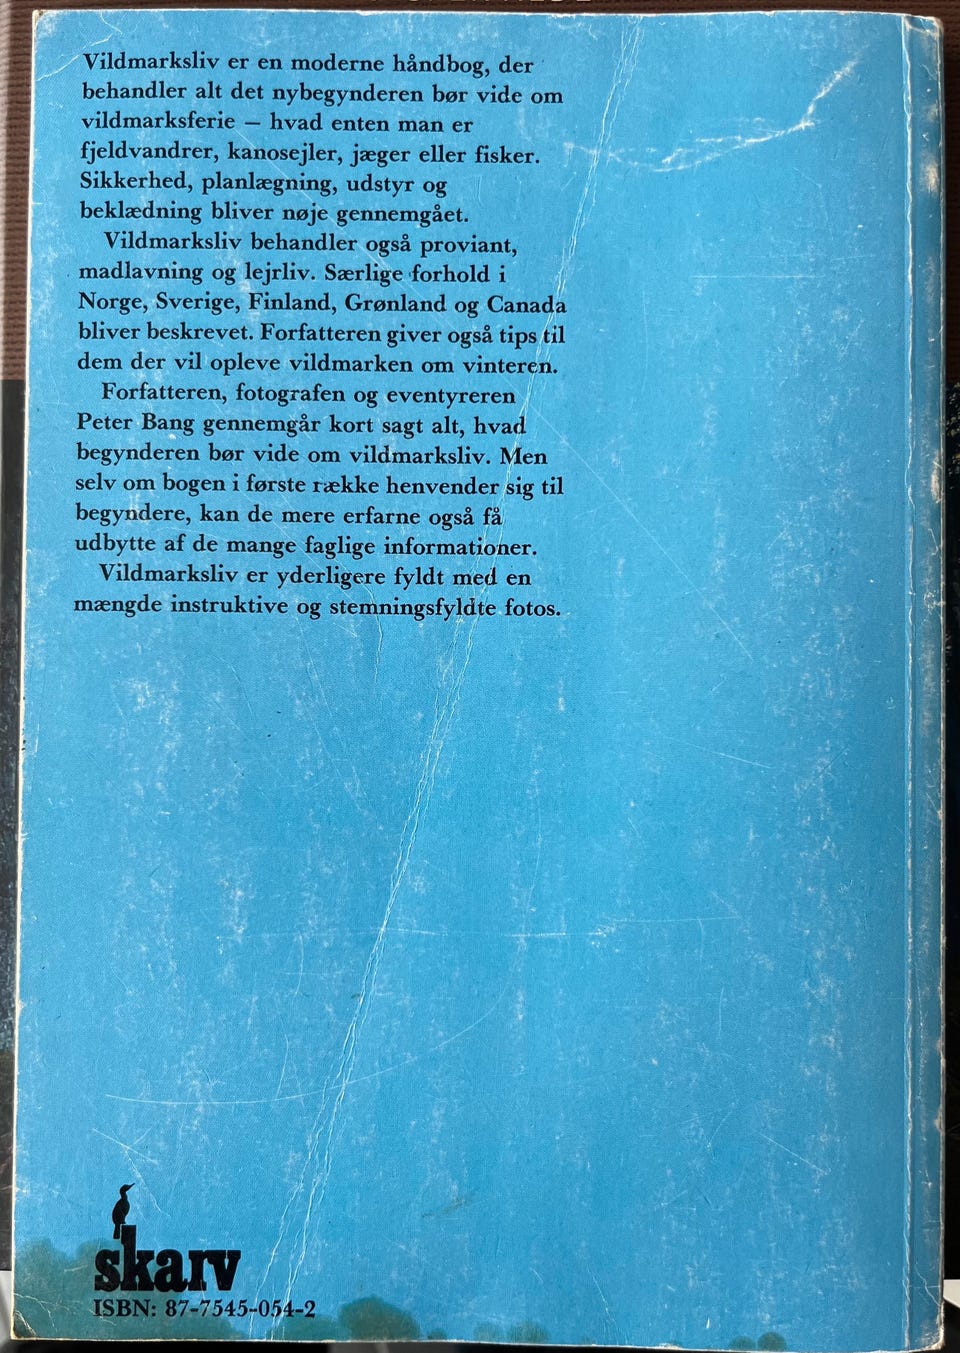 Vildmarksliv er en moderne håndbog, der
behandler alt det nybegynderen bør vide om
vildmarksferie – hvad enten man er
fjeldvandrer, kanosejler, jæger eller fisker.
Sikkerhed, planlægning, udstyr og
beklædning bliver nøje gennemgået.
Vildmarksliv behandler også proviant,
madlavning og lejrliv. Særlige forhold i
Norge, Sverige, Finland, Grønland og Canada
bliver beskrevet. Forfatteren giver også tips til
dem der vil opleve vildmarken om vinteren.
Forfatteren, fotografen og eventyreren
Peter Bang gennemgår kort sagt alt, hvad
begynderen bør vide om vildmarksliv. Men
selv om bogen i første række henvender sig til
begyndere, kan de mere erfarne også få
udbytte af de mange faglige informationer.
Vildmarksliv er yderligere fyldt med en
mængde instruktive og stemningsfyldte fotos.
skarv
ISBN: 87-7545-054-2